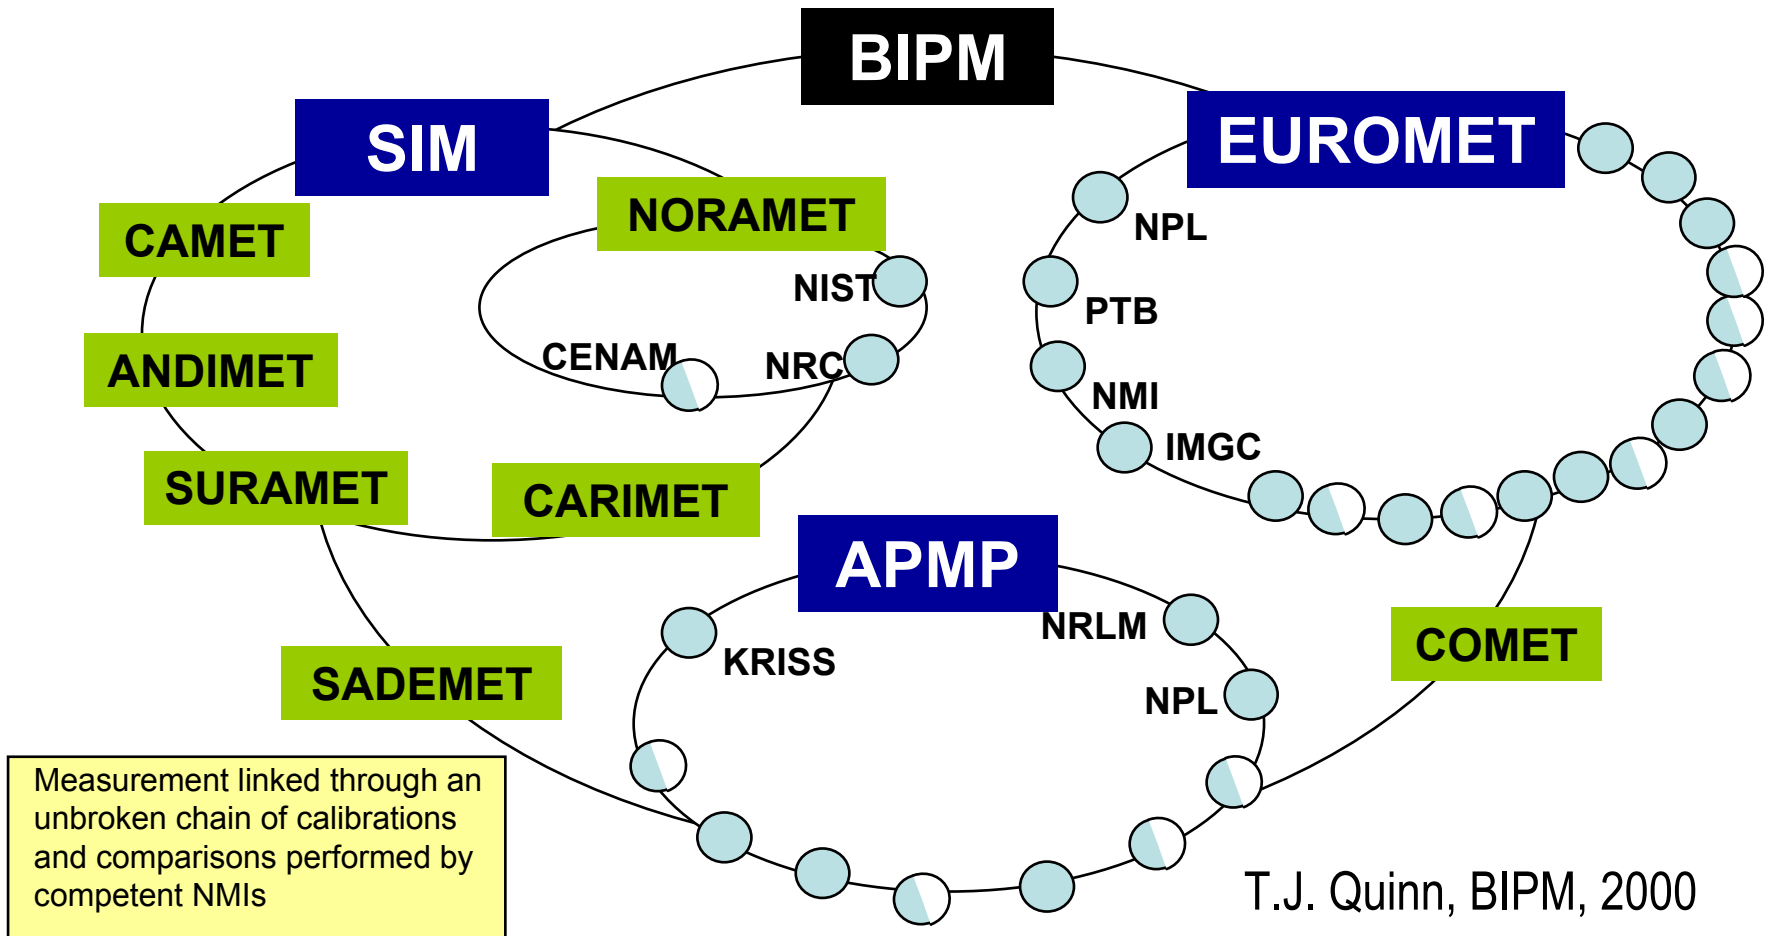 BIPM
SIM
EUROMET
NORAMET
CAMET
NPL
NIST
PTB
CENAM
NRC
ANDIMET
NMI
IMGC
SURAMET
CARIMET
APMP
NRLM
KRISS
COMET
SADEMET
NPL
Measurement linked through an
unbroken chain of calibrations
and comparisons performed by
competent NMIs
T.J. Quinn, BIPM, 2000